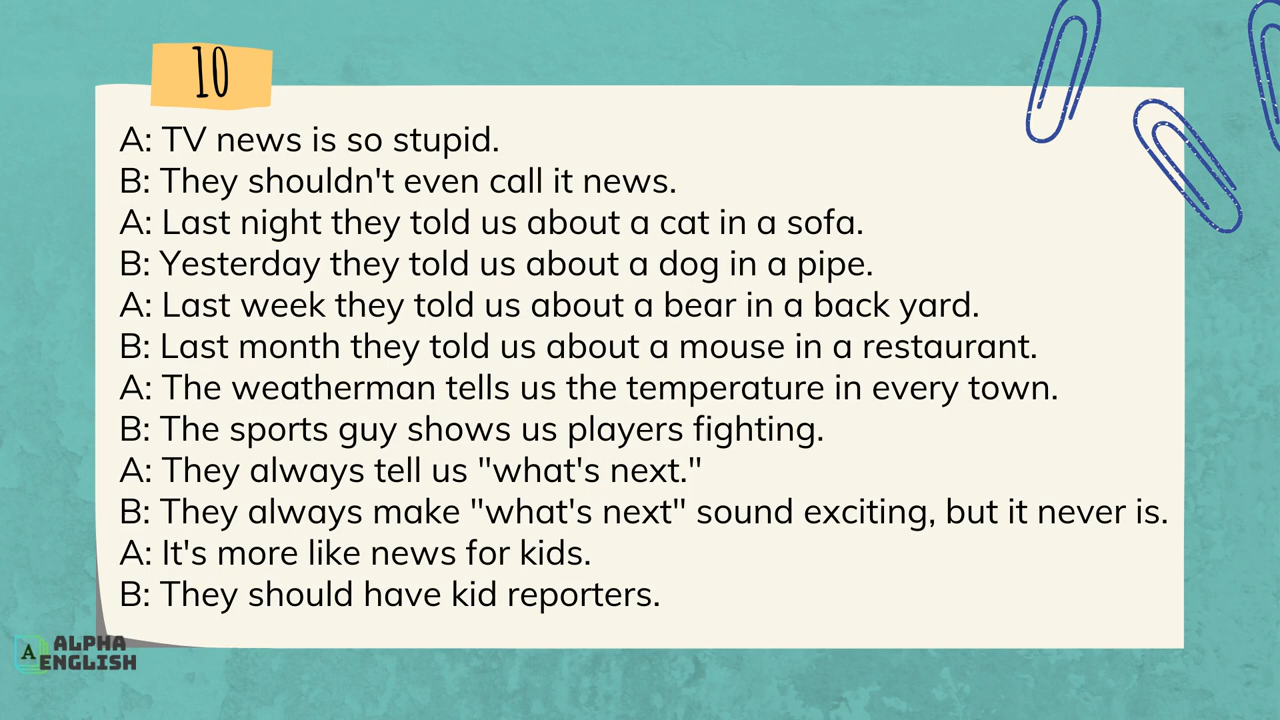 10
A: TV news is so stupid.
B: They shouldn't even call it news.
A: Last night they told us about a cat in a sofa.
B: Yesterday they told us about a dog in a pipe.
A: Last week they told us about a bear in a back yard.
B: Last month they told us about a mouse in a restaurant.
A: The weatherman tells us the temperature in every town.
B: The sports guy shows us players fighting.
A: They always tell us "what's next."
B: They always make "what's next" sound exciting, but it never is.
A: It's more like news for kids.
B: They should have kid reporters.
A
ALPHA
ENGLISH